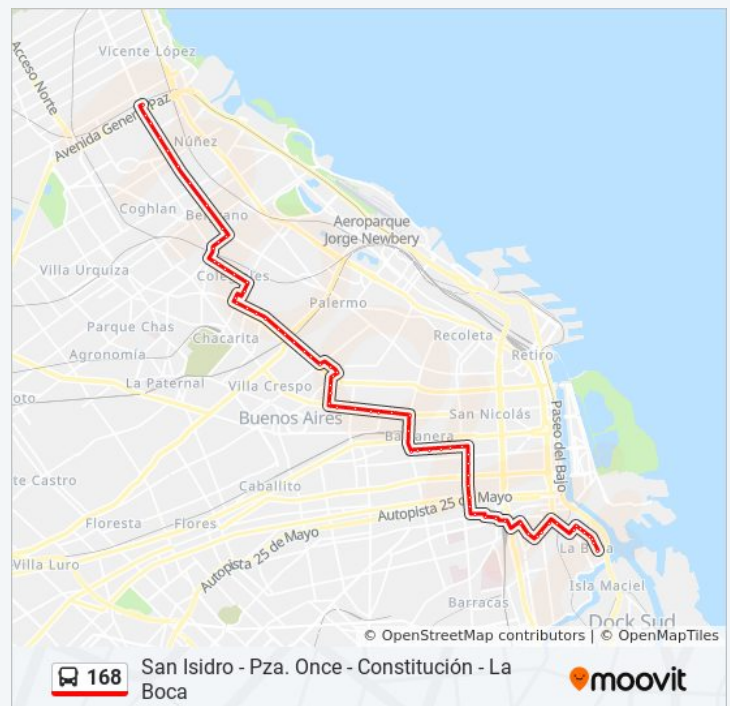 Vicente López
Acceso Norte
Avenida General Paz
Núñez
Coghlan
Belgrano
Aeroparque
Jorge Newbery
Villa Urquiza
Colegiales
Palermo
Parque Chas
Recoleta
Chacarita
Agronomía
Retiro
La Paternal
Villa Crespo
oto
San Nicolás
Buenos Aires
Paseo del Bajo
Balvanera
te Castro
Caballito
Autopista 25 de Mayo
Floresta
Flores
Autopista 25 de Mayo
Villa Luro
La Boca
Isla Maciel
Barracas
Dock Sud
© OpenStreetMap contributors | © OpenMapTiles
168
San Isidro - Pza. Once - Constitución - La
Boca
moovit